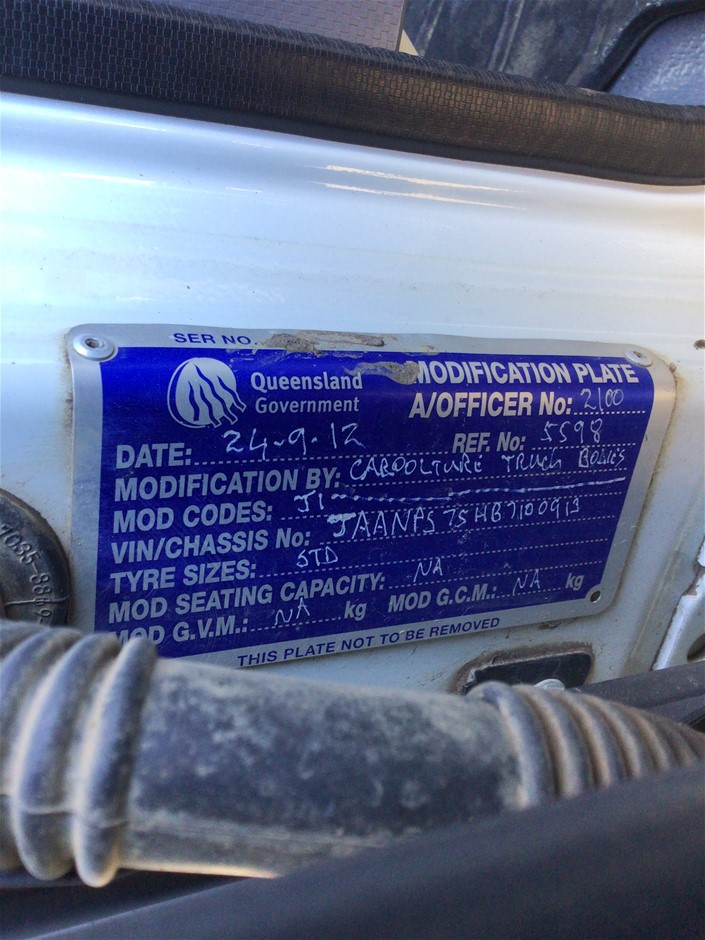 SER NO.
Queensland Government
MODIFICATION PLATE
A/OFFICER No: 2100
DATE: 24-9-12
REF. No: 5598
MODIFICATION BY: CABOOLTURE TRUCK BODIES
MOD CODES: J1
VIN/CHASSIS No: JAANPS75HB7100913
TYRE SIZES: STD
MOD SEATING CAPACITY: NA
MOD G.V.M.: NA kg MOD G.C.M.: NA kg
THIS PLATE NOT TO BE REMOVED